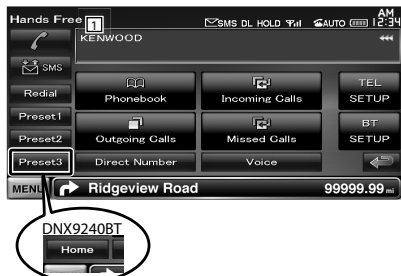 Hands Free
1
SMS DL HOLD AUTO AM 12:34
KENWOOD
SMS
Redial
Preset1
Preset2
Preset3
Phonebook
Incoming Calls
TEL SETUP
Outgoing Calls
Missed Calls
BT SETUP
Direct Number
Voice
MENU
Ridgeview Road
99999.99 mi
DNX9240BT
Home